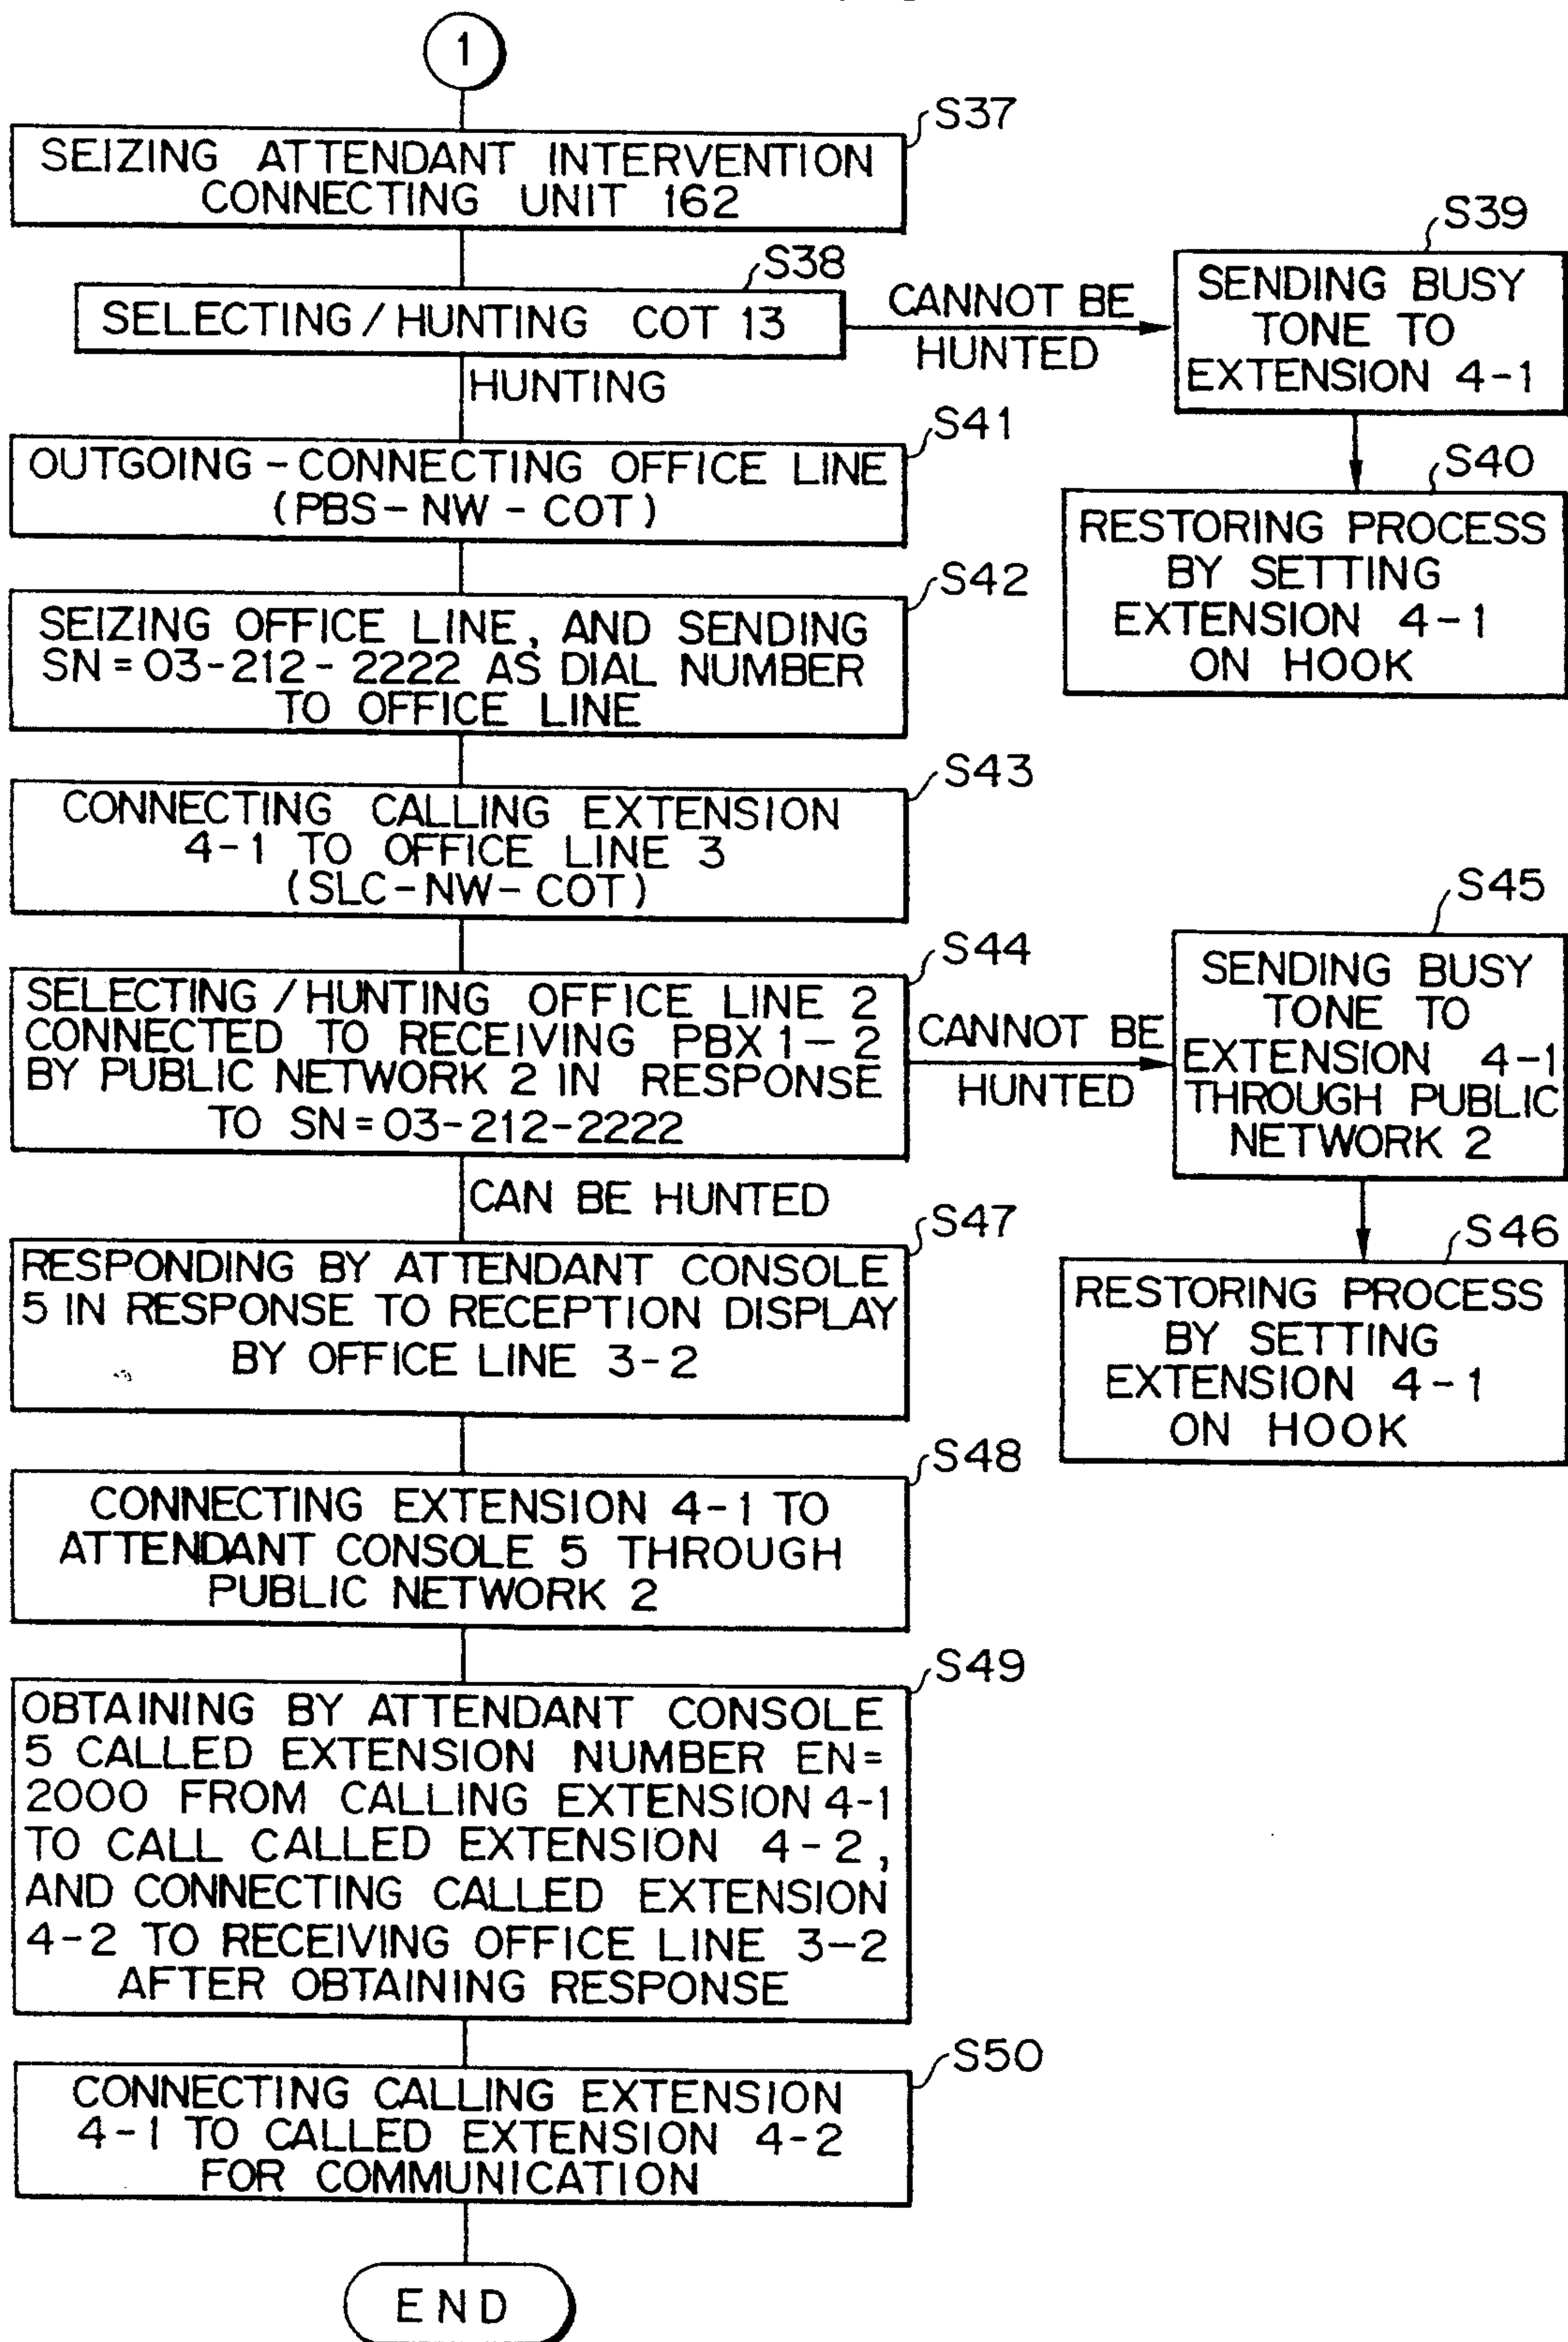 1
S37
SEIZING ATTENDANT INTERVENTION
CONNECTING UNIT 162
S38
SELECTING/HUNTING COT 13
CANNOT BE
HUNTED
S39
SENDING BUSY
TONE TO
EXTENSION 4-1
HUNTING
S40
RESTORING PROCESS
BY SETTING
EXTENSION 4-1
ON HOOK
S41
OUTGOING-CONNECTING OFFICE LINE
(PBS-NW-COT)
S42
SEIZING OFFICE LINE, AND SENDING
SN=03-212-2222 AS DIAL NUMBER
TO OFFICE LINE
S43
CONNECTING CALLING EXTENSION
4-1 TO OFFICE LINE 3
(SLC-NW-COT)
S44
SELECTING/HUNTING OFFICE LINE 2
CONNECTED TO RECEIVING PBX 1-2
BY PUBLIC NETWORK 2 IN RESPONSE
TO SN=03-212-2222
CANNOT BE
HUNTED
S45
SENDING BUSY
TONE TO
EXTENSION 4-1
THROUGH PUBLIC
NETWORK 2
CAN BE HUNTED
S46
RESTORING PROCESS
BY SETTING
EXTENSION 4-1
ON HOOK
S47
RESPONDING BY ATTENDANT CONSOLE
5 IN RESPONSE TO RECEPTION DISPLAY
BY OFFICE LINE 3-2
S48
CONNECTING EXTENSION 4-1 TO
ATTENDANT CONSOLE 5 THROUGH
PUBLIC NETWORK 2
S49
OBTAINING BY ATTENDANT CONSOLE
5 CALLED EXTENSION NUMBER EN=
2000 FROM CALLING EXTENSION 4-1
TO CALL CALLED EXTENSION 4-2,
AND CONNECTING CALLED EXTENSION
4-2 TO RECEIVING OFFICE LINE 3-2
AFTER OBTAINING RESPONSE
S50
CONNECTING CALLING EXTENSION
4-1 TO CALLED EXTENSION 4-2
FOR COMMUNICATION
END